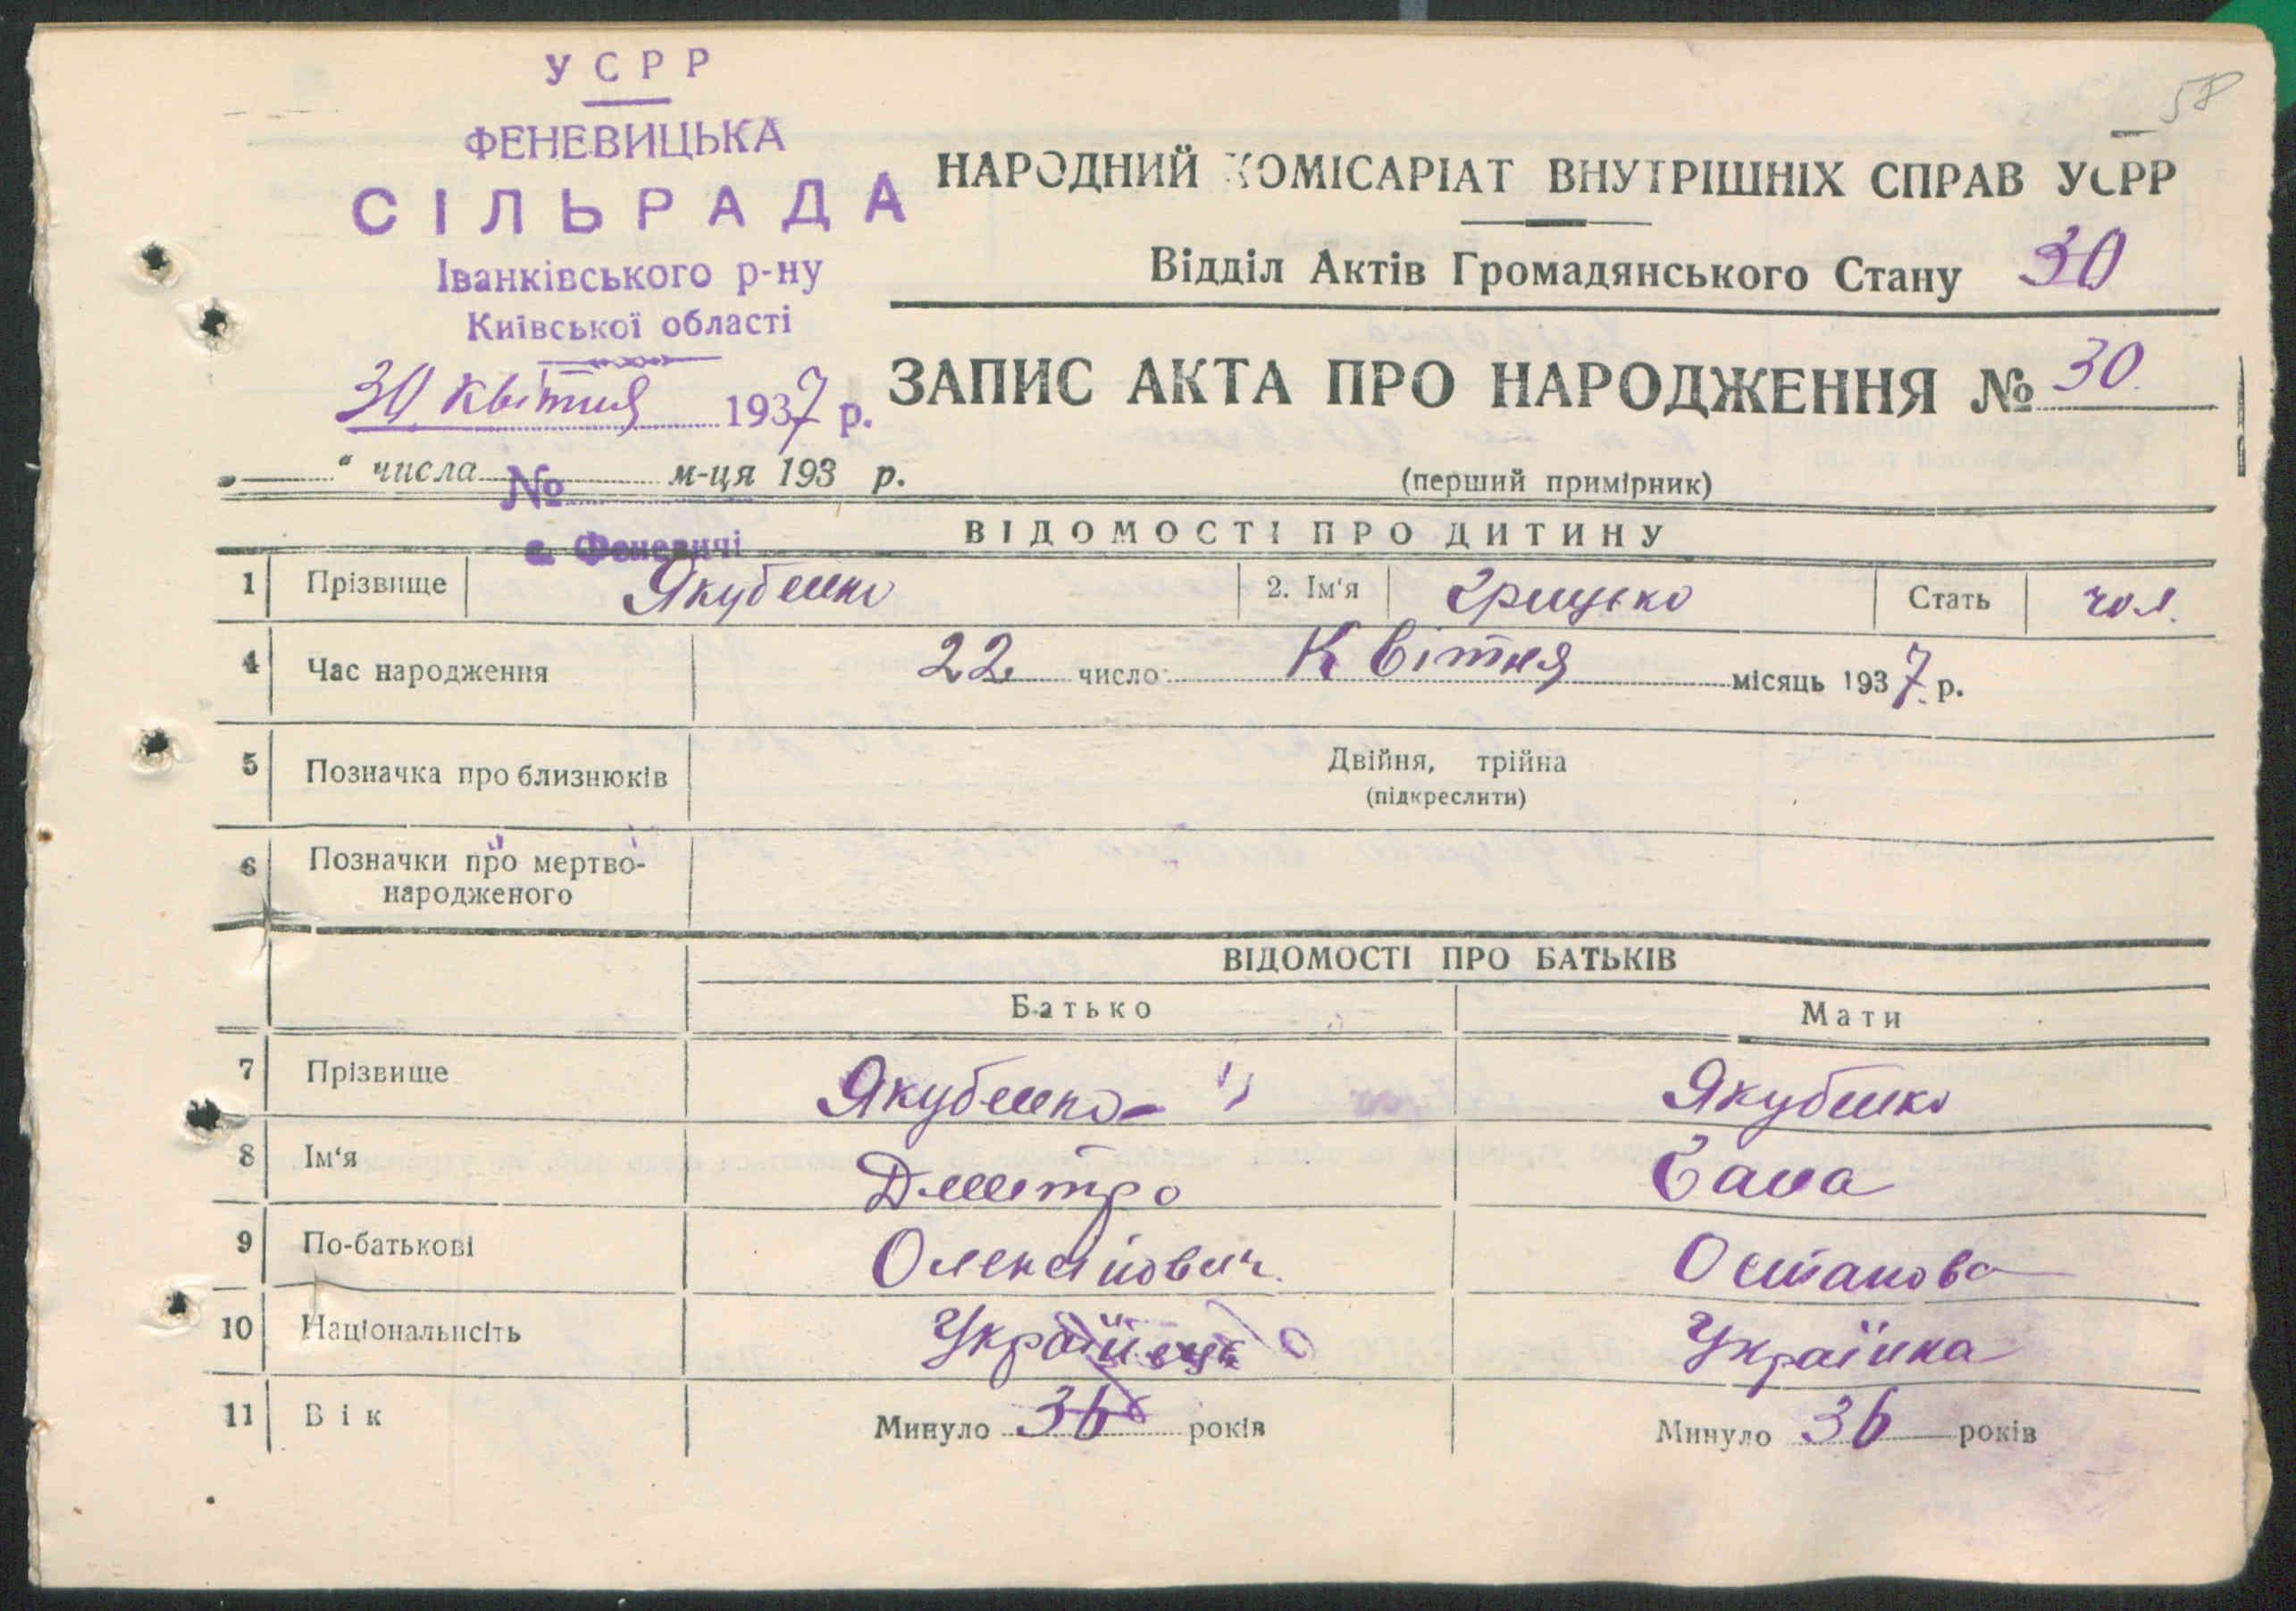 58
УСРР
ФЕНЕВИЦЬКА
СІЛЬРАДА
Іванківського р-ну
Київської області
30 Квітня 1937 р.
НАРОДНИЙ КОМІСАРІАТ ВНУТРІШНІХ СПРАВ УСРР
Відділ Актів Громадянського Стану 30
ЗАПИС АКТА ПРО НАРОДЖЕННЯ № 30.
„ “ числа м-ця 193 р.
№
(перший примірник)
с. Феневичі
ВІДОМОСТІ ПРО ДИТИНУ
1 Прізвище Якубенко 2. Ім‘я Грицько Стать чол.
4 Час народження 22 число Квітня місяць 1937 р.
5 Позначка про близнюків Двійня, трійна
(підкреслити)
6 Позначки про мертво-
народженого
ВІДОМОСТІ ПРО БАТЬКІВ
Батько Мати
7 Прізвище Якубенко Якубенко
8 Ім‘я Дмитро
9 По-батькові Олексійович Остапова
10 Національнсіть Українець Українка
11 Вік Минуло 36 років Минуло 36 років